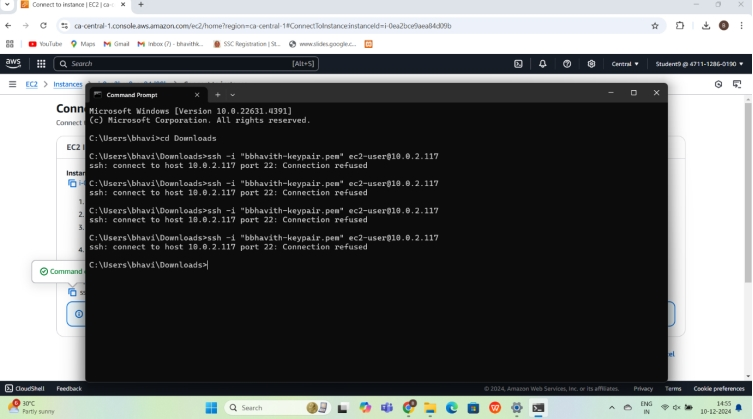 Connect to instance | EC2 | ca-c
ca-central-1.console.aws.amazon.com/ec2/home?region=ca-central-1#ConnectToInstance:instanceId=i-0ea2bce9aea84d09b
YouTube
Maps
Gmail
Inbox (7) - bhavithk...
SSC Registration | St...
www.slides.google.c...
aws
Search
[Alt+S]
Central
Student9 @ 4711-1286-0190
EC2 > Instances
Command Prompt
Conn
Connect
EC2 I
Instan
1.
2.
3.
4.
Command
Microsoft Windows [Version 10.0.22631.4391]
(c) Microsoft Corporation. All rights reserved.
C:\Users\bhavi>cd Downloads
C:\Users\bhavi\Downloads>ssh -i "bbhavith-keypair.pem" ec2-user@10.0.2.117
ssh: connect to host 10.0.2.117 port 22: Connection refused
C:\Users\bhavi\Downloads>ssh -i "bbhavith-keypair.pem" ec2-user@10.0.2.117
ssh: connect to host 10.0.2.117 port 22: Connection refused
C:\Users\bhavi\Downloads>ssh -i "bbhavith-keypair.pem" ec2-user@10.0.2.117
ssh: connect to host 10.0.2.117 port 22: Connection refused
C:\Users\bhavi\Downloads>ssh -i "bbhavith-keypair.pem" ec2-user@10.0.2.117
ssh: connect to host 10.0.2.117 port 22: Connection refused
C:\Users\bhavi\Downloads>
CloudShell
Feedback
© 2024, Amazon Web Services, Inc. or its affiliates.
Privacy
Terms
Cookie preferences
30°C
Partly sunny
Search
ENG
IN
14:55
10-12-2024